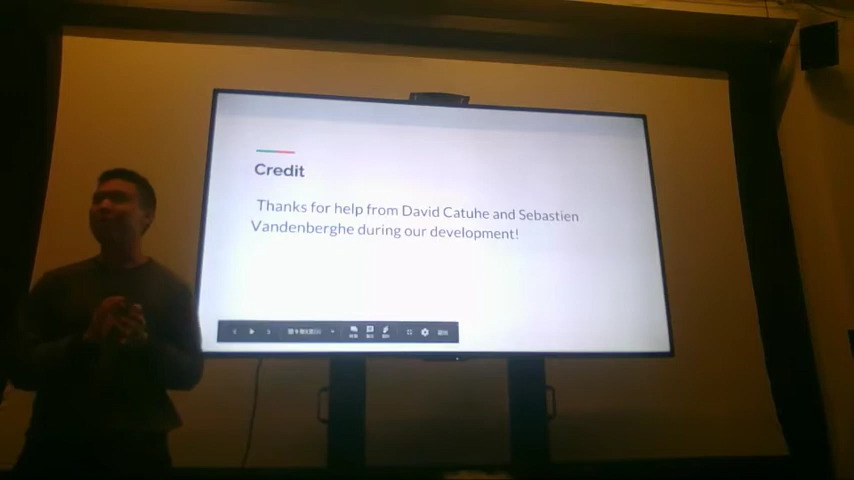 Credit
Thanks for help from David Catuhe and Sebastien
Vandenberghe during our development!